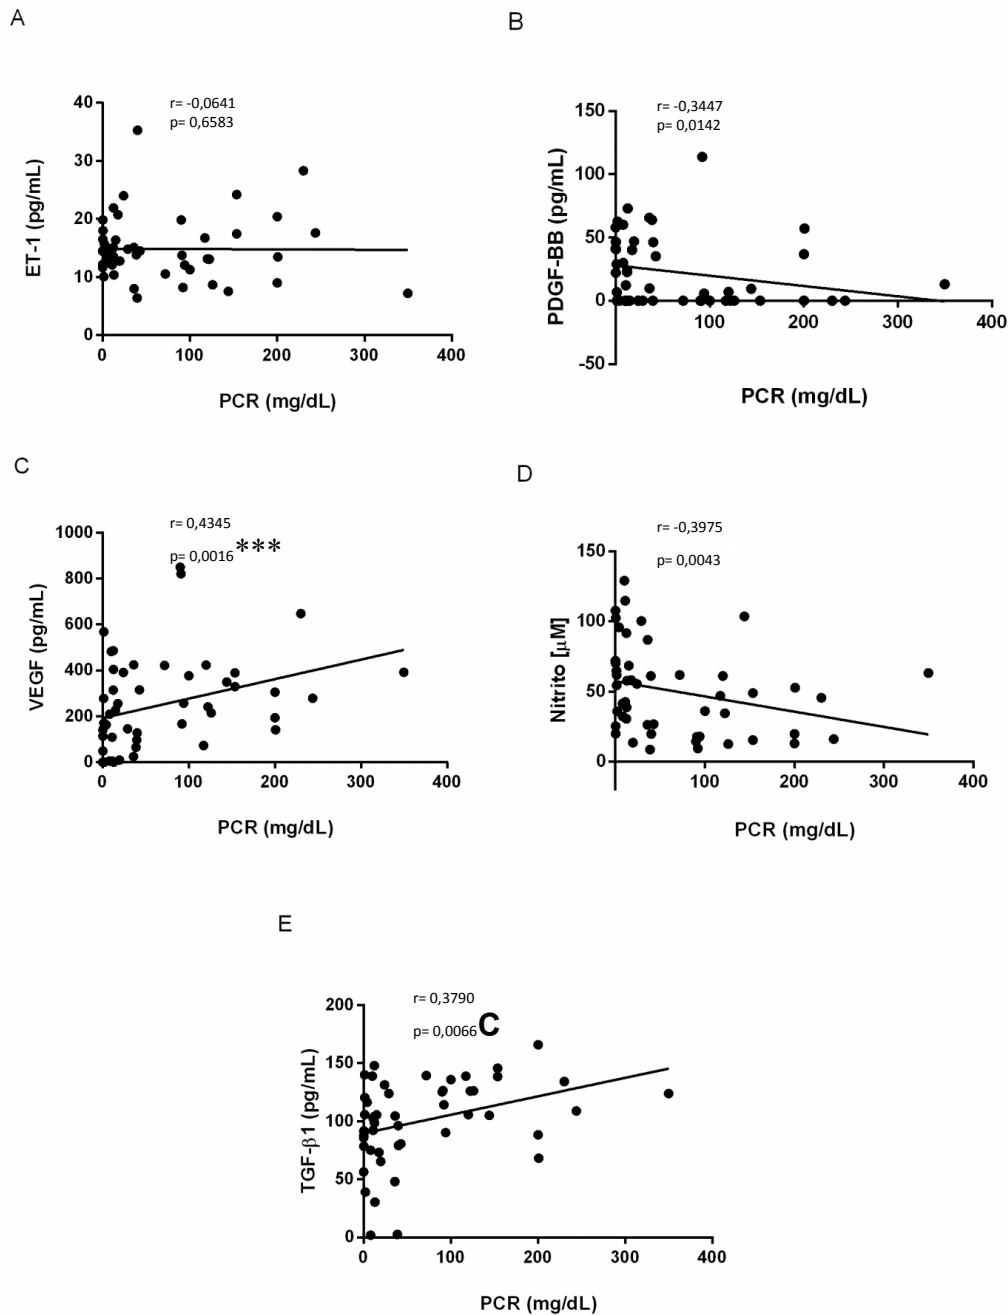 A
r= -0,0641
p= 0,6583
40
30
20
10
0
ET-1 (pg/mL)
0 100 200 300 400
PCR (mg/dL)
B
r= -0,3447
p= 0,0142
150
100
50
0
-50
PDGF-BB (pg/mL)
100 200 300 400
PCR (mg/dL)
C
r= 0,4345
p= 0,0016 ***
1000
800
600
400
200
0
VEGF (pg/mL)
0 100 200 300 400
PCR (mg/dL)
D
r= -0,3975
p= 0,0043
150
100
50
0
Nitrito [µM]
100 200 300 400
PCR (mg/dL)
E
r= 0,3790
p= 0,0066 C
200
150
100
50
0
TGF-β1 (pg/mL)
0 100 200 300 400
PCR (mg/dL)